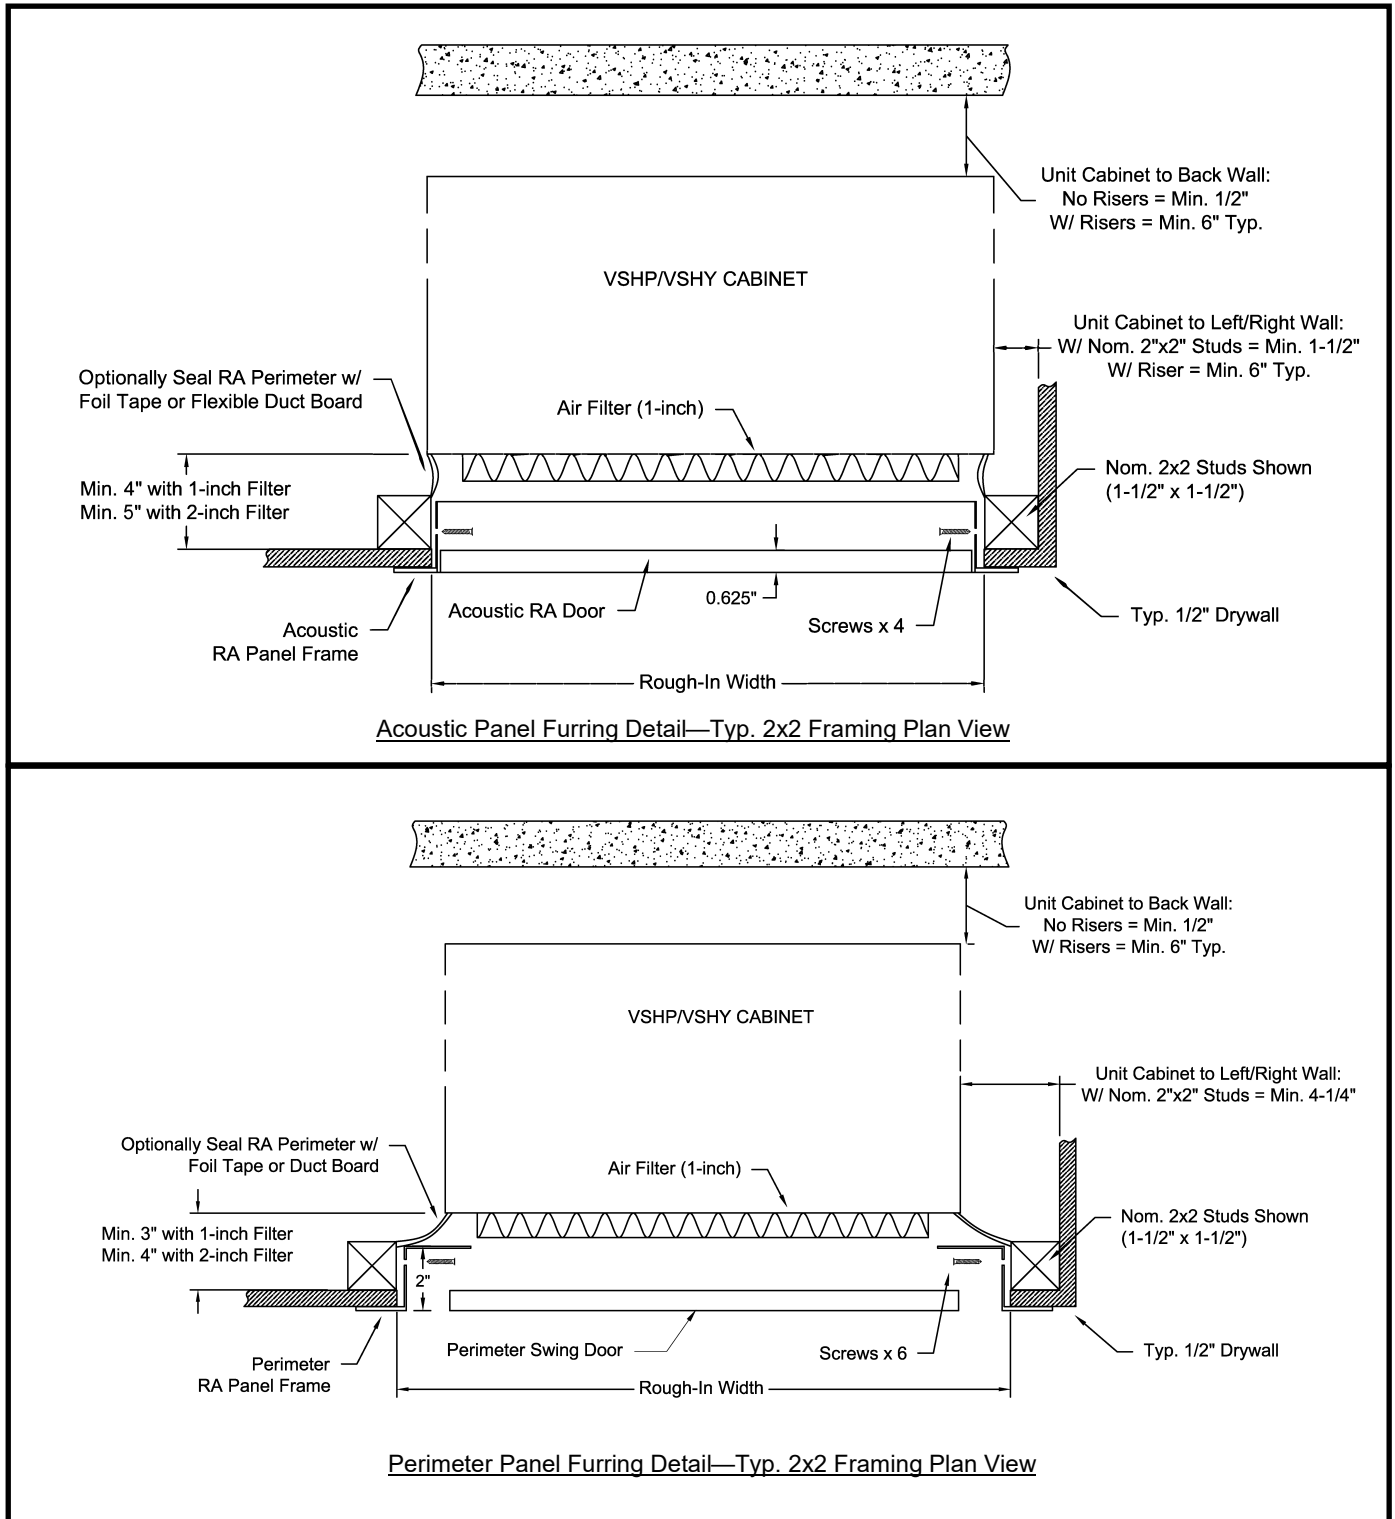 Unit Cabinet to Back Wall:
No Risers = Min. 1/2"
W/ Risers = Min. 6" Typ.
VSHP/VSHY CABINET
Unit Cabinet to Left/Right Wall:
W/ Nom. 2"x2" Studs = Min. 1-1/2"
W/ Riser = Min. 6" Typ.
Optionally Seal RA Perimeter w/
Foil Tape or Flexible Duct Board
Air Filter (1-inch)
Nom. 2x2 Studs Shown
(1-1/2" x 1-1/2")
Min. 4" with 1-inch Filter
Min. 5" with 2-inch Filter
0.625"
Acoustic RA Door
Screws x 4
Typ. 1/2" Drywall
Acoustic
RA Panel Frame
Rough-In Width
Acoustic Panel Furring Detail—Typ. 2x2 Framing Plan View
Unit Cabinet to Back Wall:
No Risers = Min. 1/2"
W/ Risers = Min. 6" Typ.
VSHP/VSHY CABINET
Unit Cabinet to Left/Right Wall:
W/ Nom. 2"x2" Studs = Min. 4-1/4"
Optionally Seal RA Perimeter w/
Foil Tape or Duct Board
Air Filter (1-inch)
Nom. 2x2 Studs Shown
(1-1/2" x 1-1/2")
Min. 3" with 1-inch Filter
Min. 4" with 2-inch Filter
2"
Perimeter Swing Door
Screws x 6
Typ. 1/2" Drywall
Perimeter
RA Panel Frame
Rough-In Width
Perimeter Panel Furring Detail—Typ. 2x2 Framing Plan View